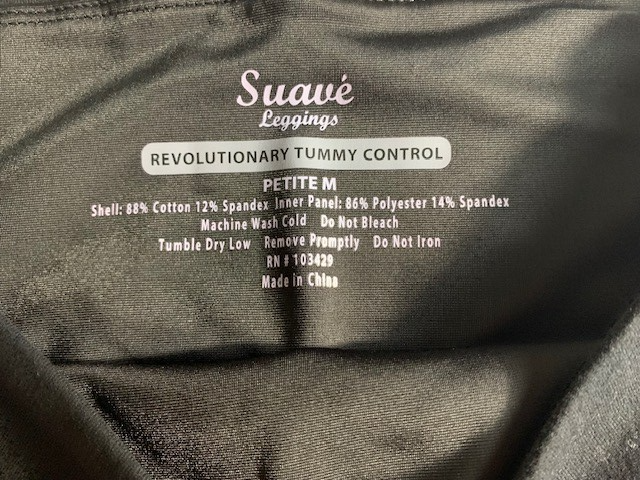 Suavé
Leggings
REVOLUTIONARY TUMMY CONTROL
PETITE M
Shell: 88% Cotton 12% Spandex Inner Panel: 86% Polyester 14% Spandex
Machine Wash Cold Do Not Bleach
Tumble Dry Low Remove Promptly Do Not Iron
RN # 103429
Made in China